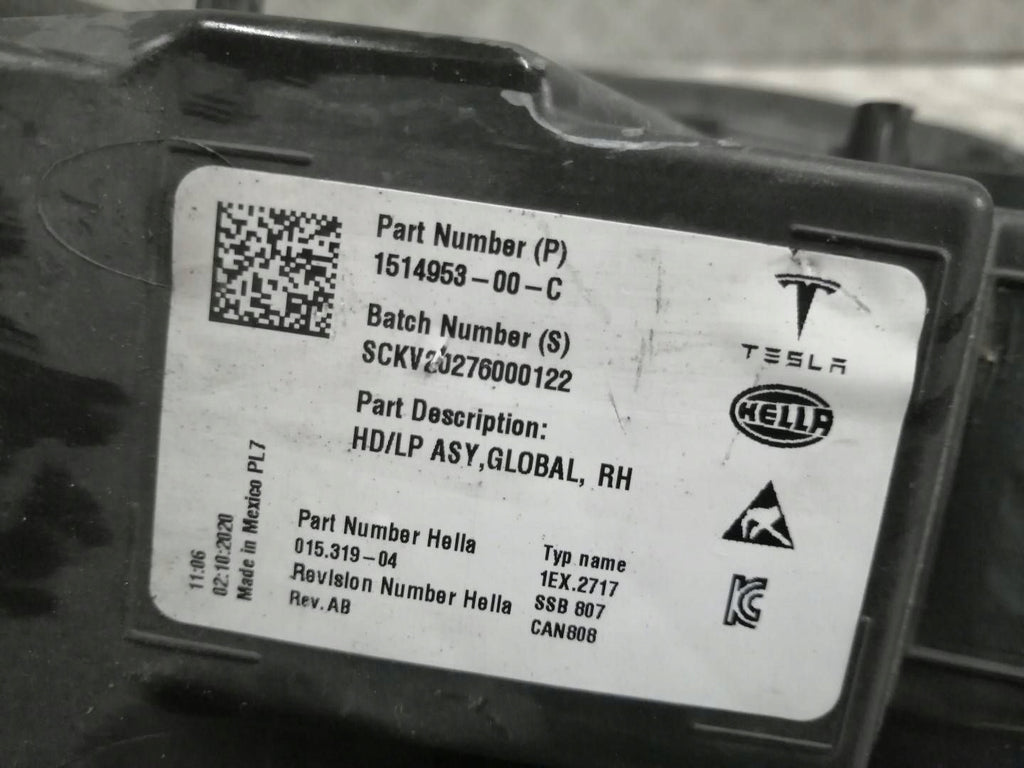 Part Number (P)
1514953-00-C
Batch Number (S)
SCKV20276000122
Part Description:
HD/LP ASY,GLOBAL, RH
Part Number Hella
015.319-04
Revision Number Hella
Rev. AB
Typ name
1EX.2717
SSB 807
CAN808
11:06
02:10:2020
Made in Mexico PL7
TESLA
HELLA
KC